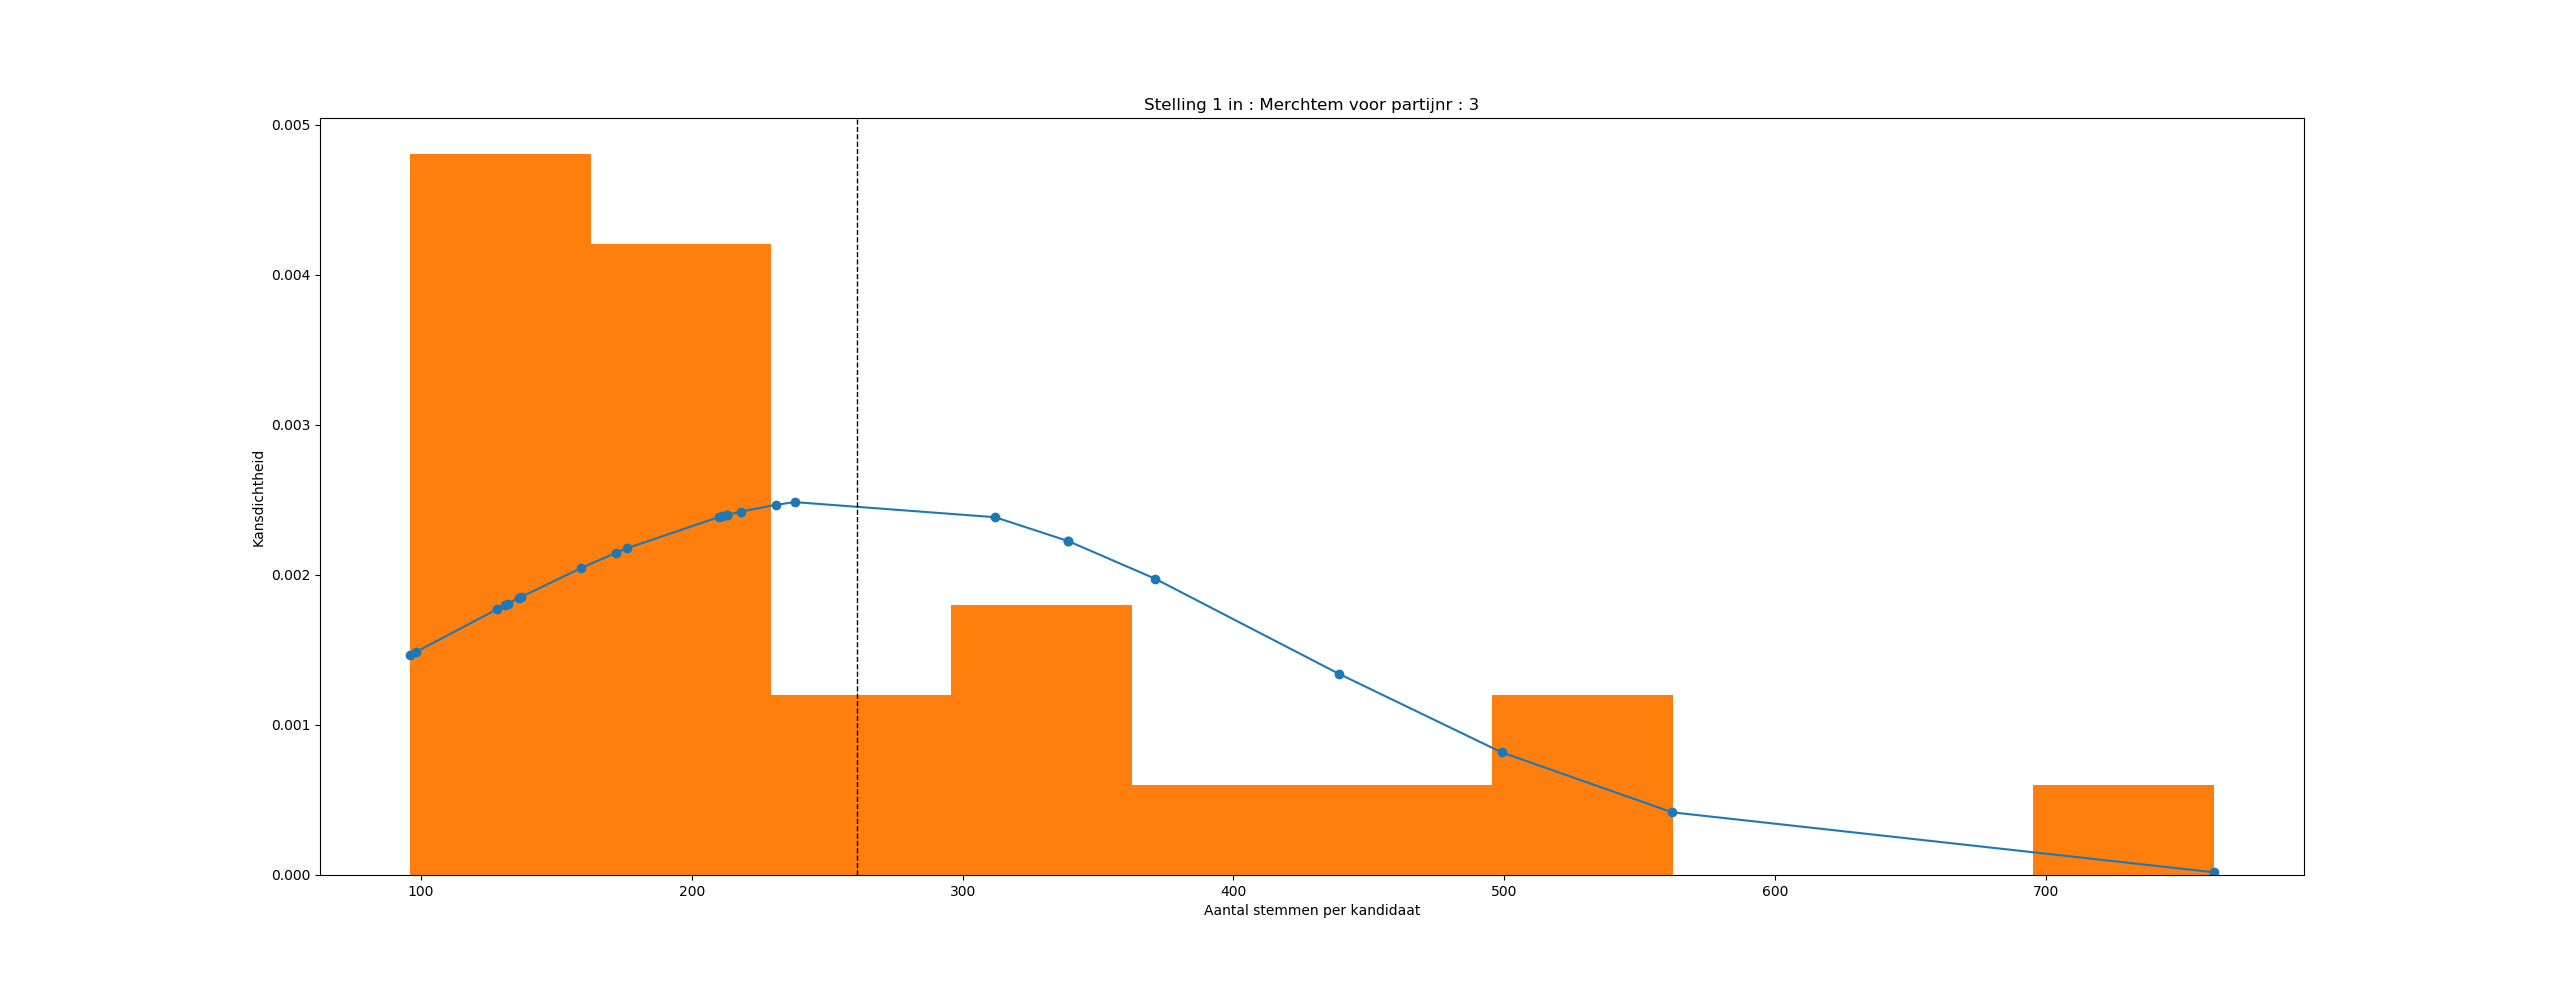 Stelling 1 in : Merchtem voor partijnr : 3
0.005
0.004
0.003
0.002
0.001
0.000
Kansdichtheid
100 200 300 400 500 600 700
Aantal stemmen per kandidaat